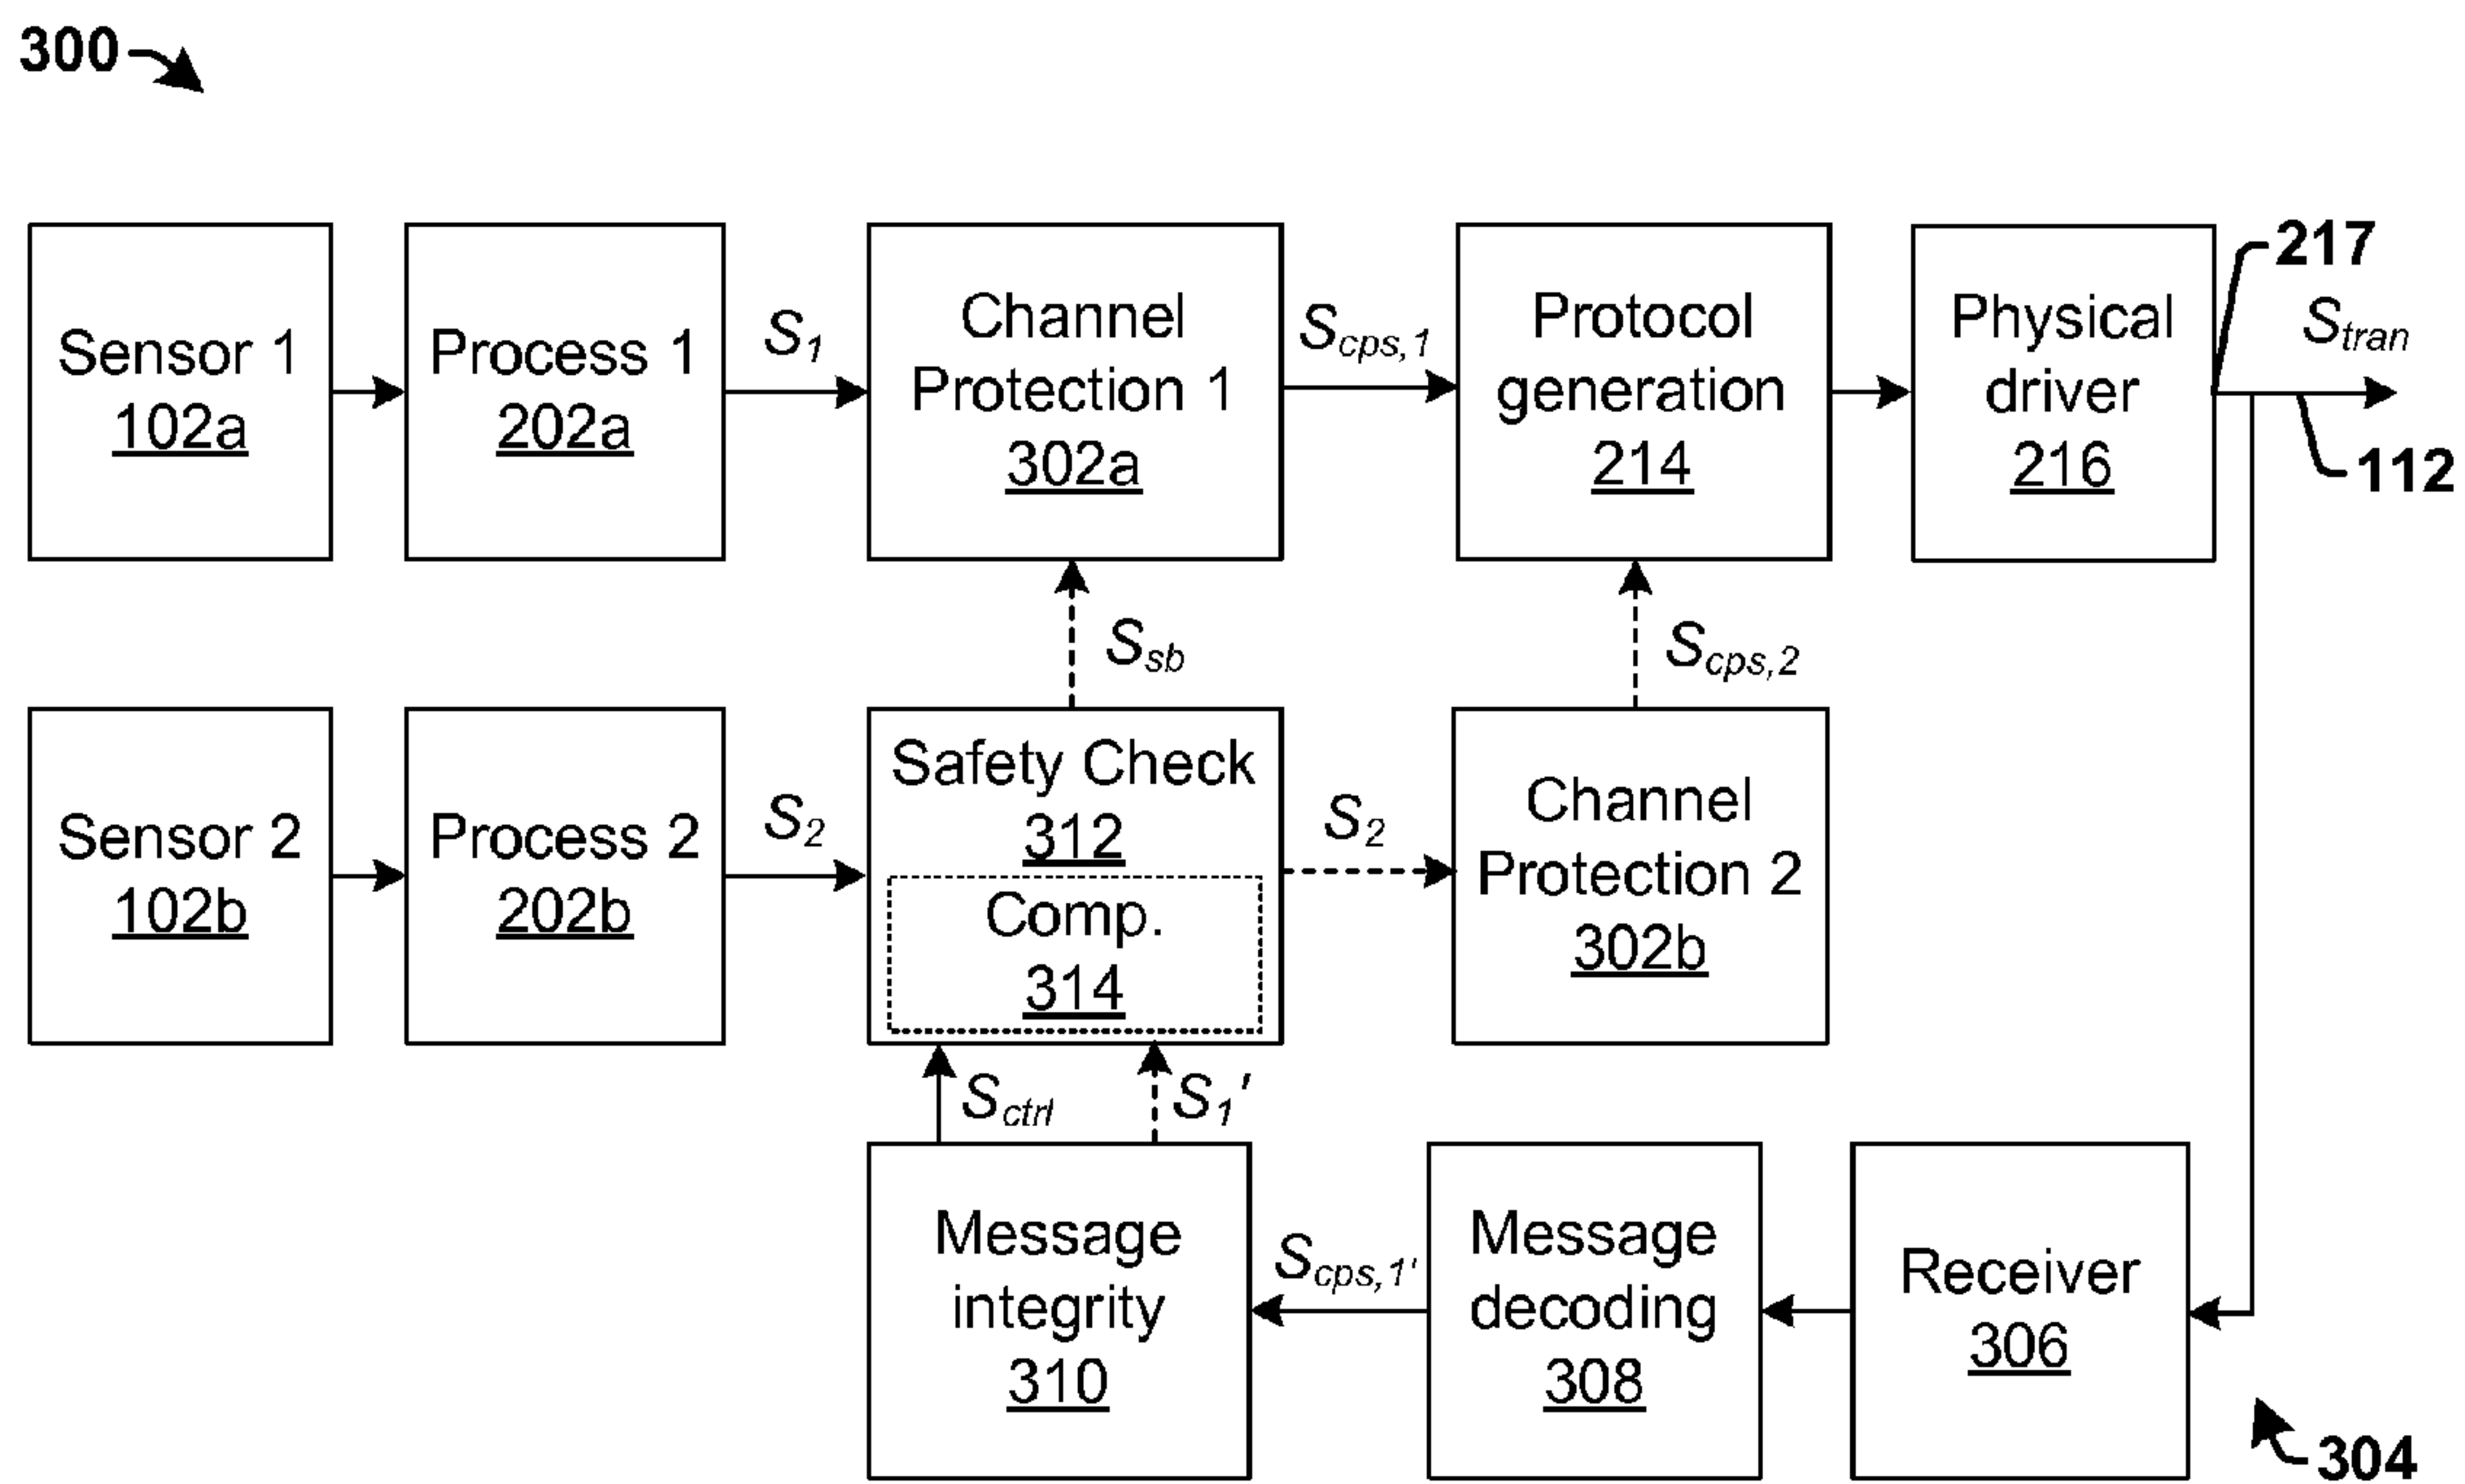 300
Sensor 1
102a
Process 1
202a
S1
Channel
Protection 1
302a
Scps,1
Protocol
generation
214
Physical
driver
216
217
Stran
112
Ssb
Scps,2
Sensor 2
102b
Process 2
202b
S2
Safety Check
312
Comp.
314
S2
Channel
Protection 2
302b
Sctrl
S1'
Message
integrity
310
Scps,1'
Message
decoding
308
Receiver
306
304